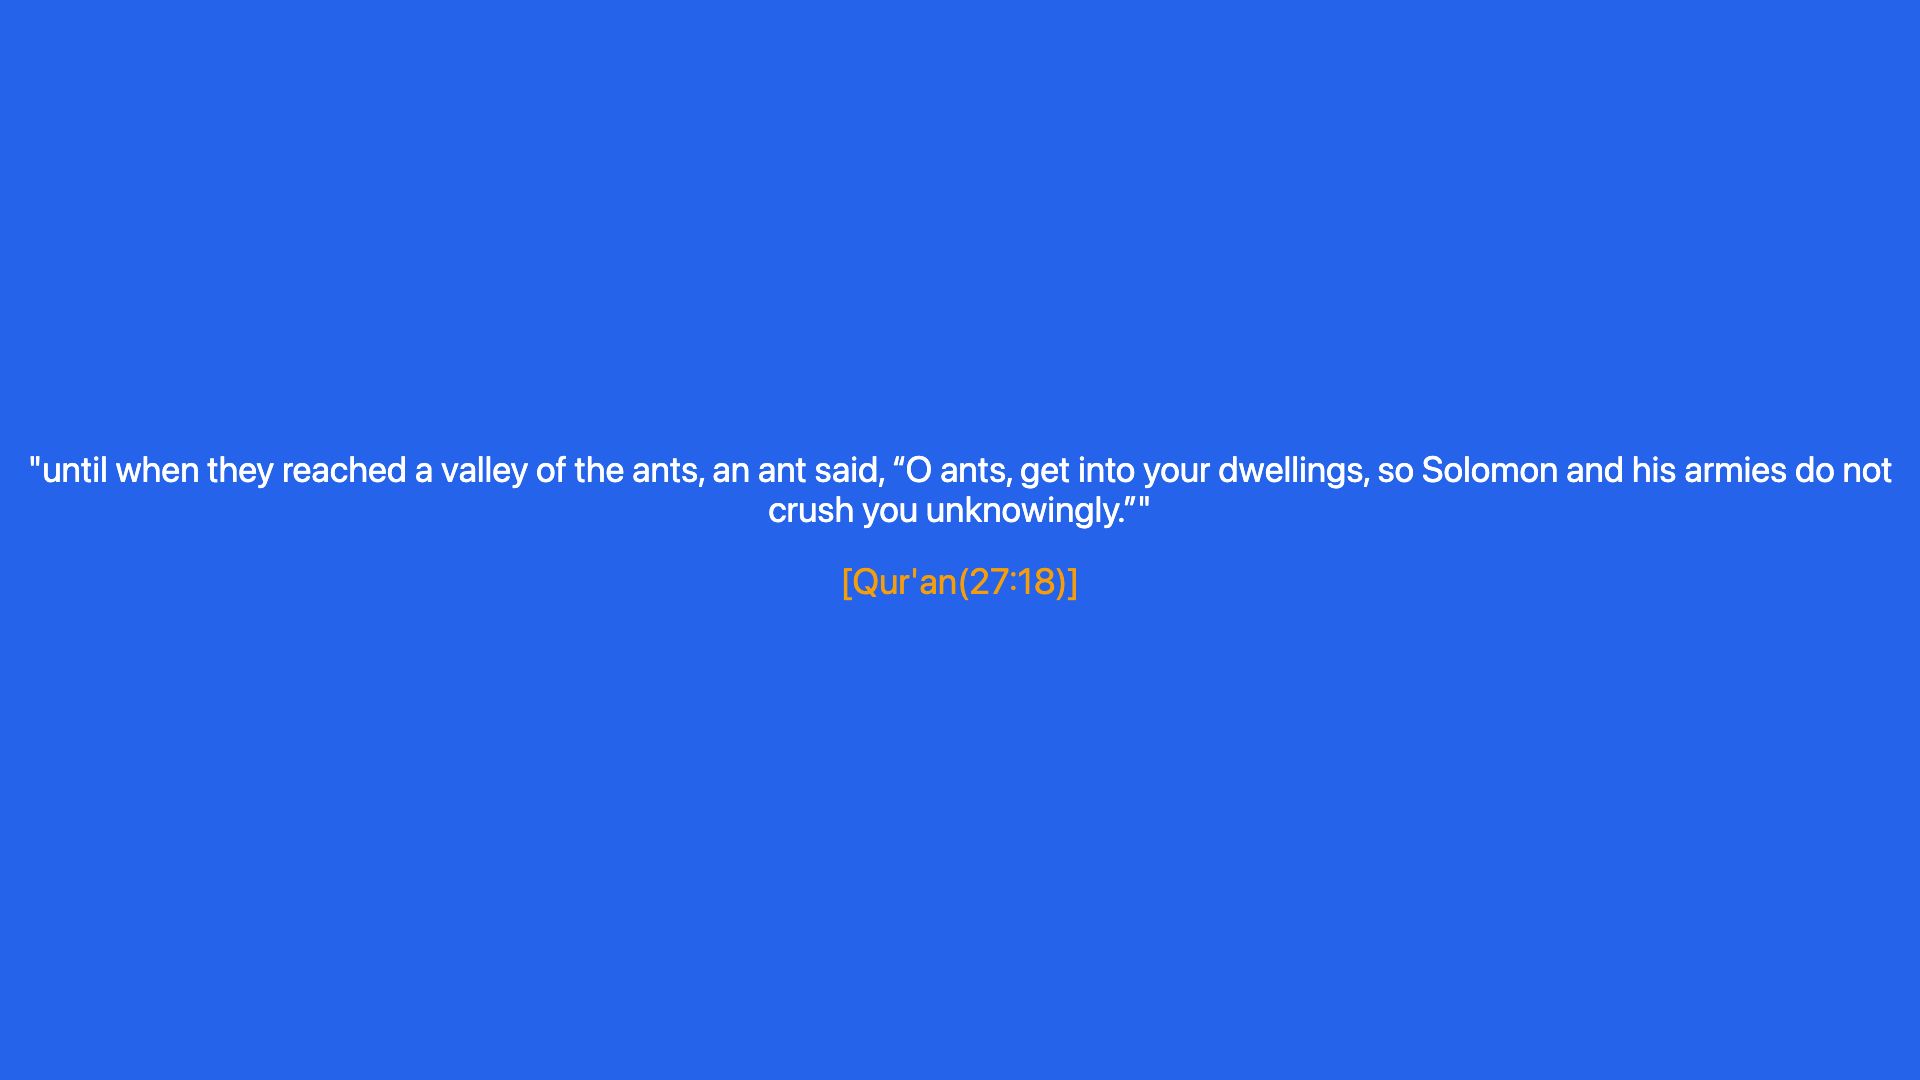 "until when they reached a valley of the ants, an ant said, “O ants, get into your dwellings, so Solomon and his armies do not
crush you unknowingly.”"
[Qur'an(27:18)]